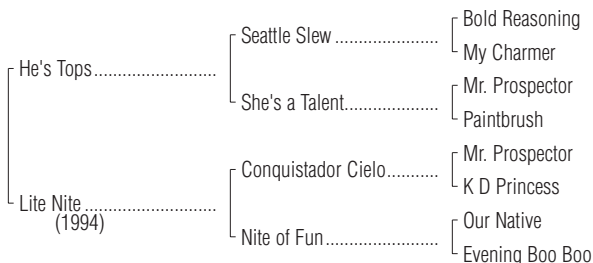 Bold Reasoning
Seattle Slew ......................
My Charmer
He's Tops..........................
Mr. Prospector
She's a Talent....................
Paintbrush
Mr. Prospector
Conquistador Cielo...........
K D Princess
Lite Nite ............................
(1994)
Our Native
Nite of Fun........................
Evening Boo Boo